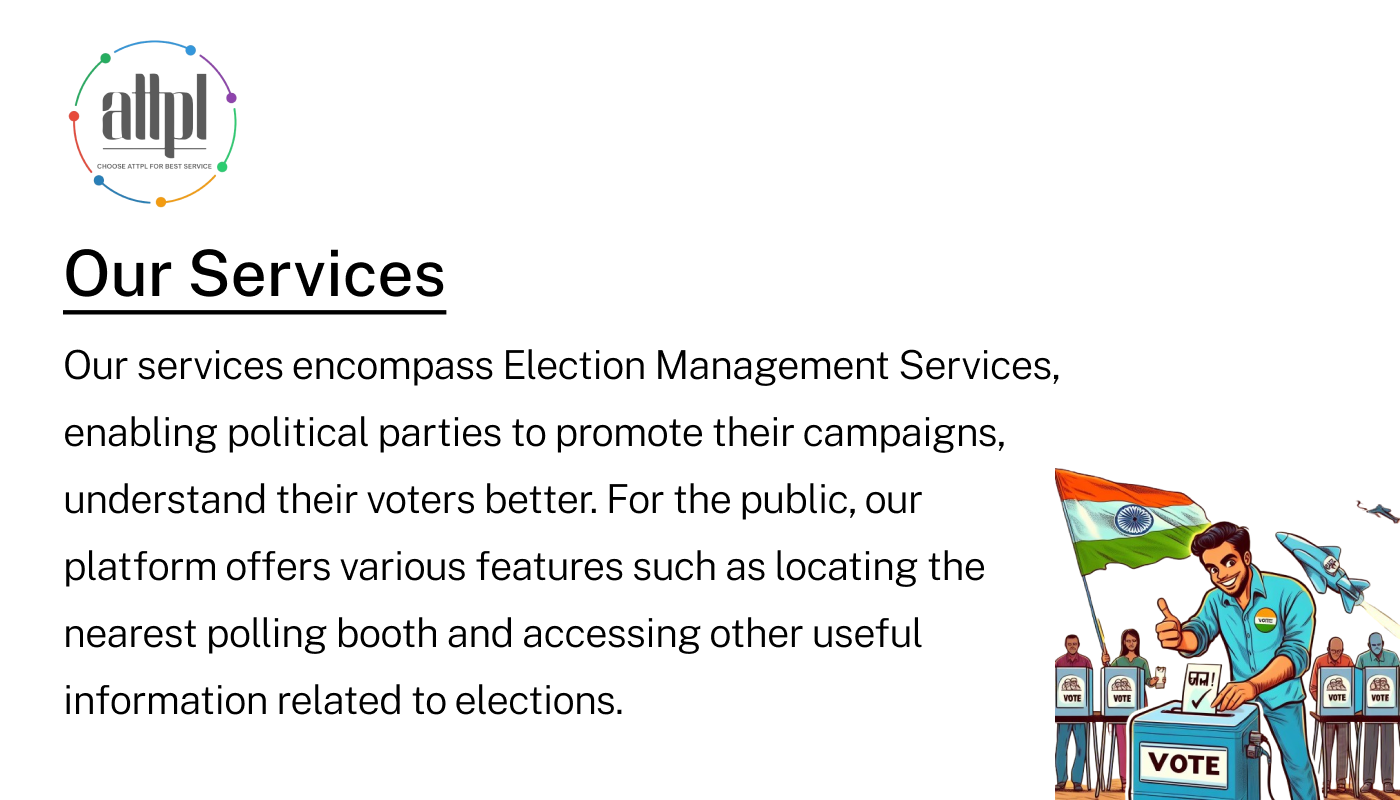 attpl
CHOOSE ATTPL FOR BEST SERVICE
Our Services
Our services encompass Election Management Services,
enabling political parties to promote their campaigns,
understand their voters better. For the public, our
platform offers various features such as locating the
nearest polling booth and accessing other useful
information related to elections.
VOTE
VOTE
VOTE
VOTE
VOTE
VOTE